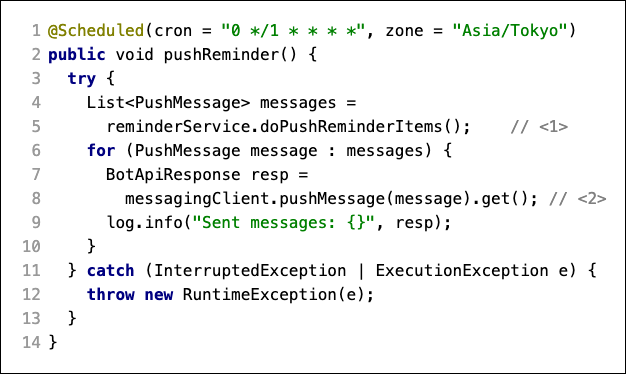 1 @Scheduled(cron = "0 */1 * * * *", zone = "Asia/Tokyo")
2 public void pushReminder() {
3   try {
4     List<PushMessage> messages =
5       reminderService.doPushReminderItems();    // <1>
6     for (PushMessage message : messages) {
7       BotApiResponse resp =
8         messagingClient.pushMessage(message).get(); // <2>
9       log.info("Sent messages: {}", resp);
10     }
11   } catch (InterruptedException | ExecutionException e) {
12     throw new RuntimeException(e);
13   }
14 }